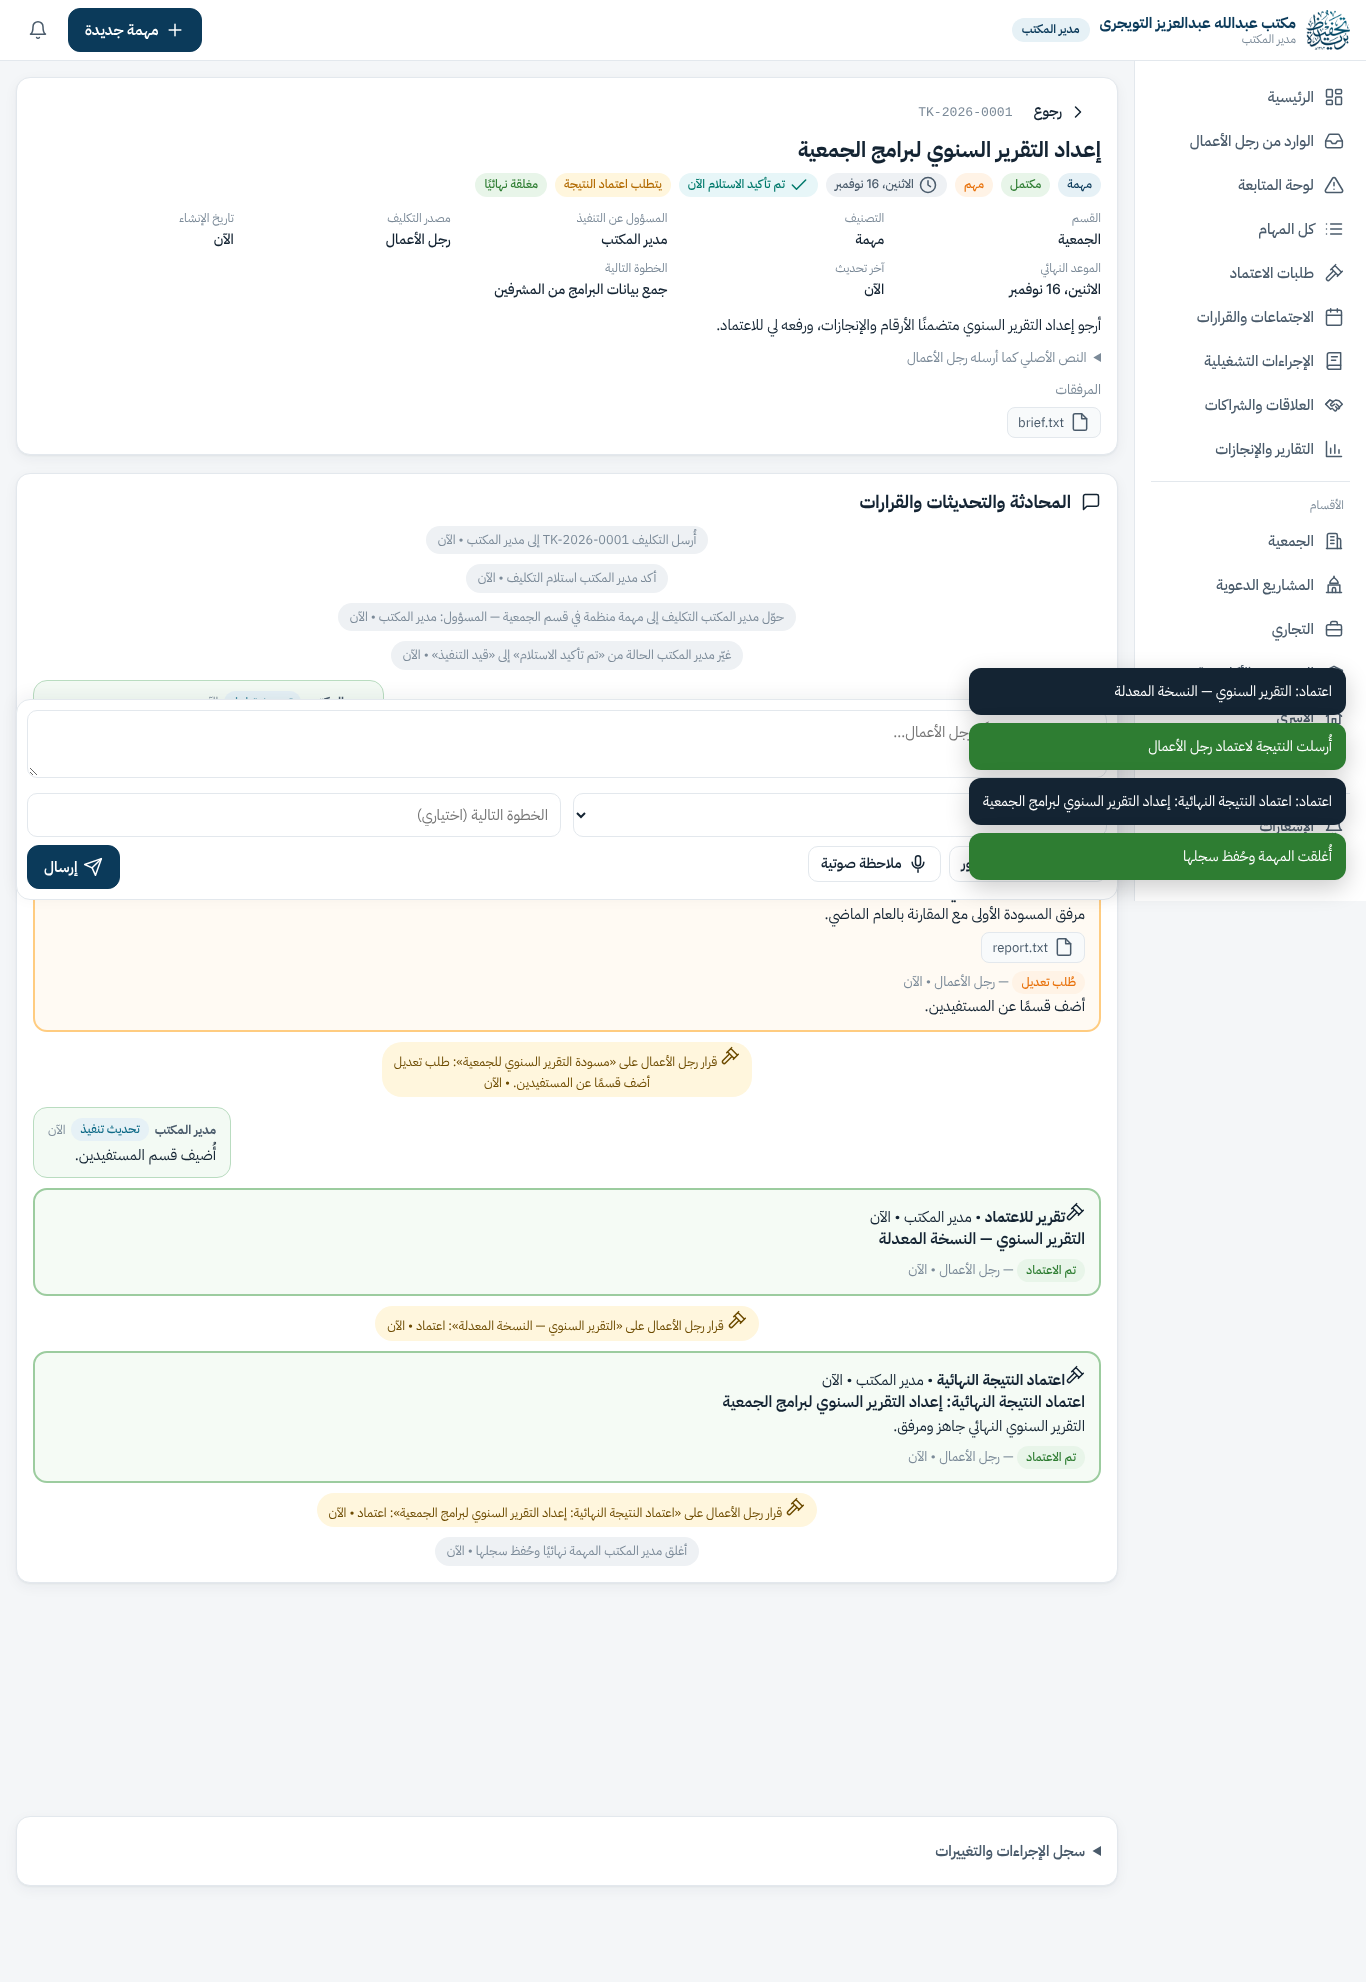 مكتب عبدالله عبدالعزيز التويجري
مدير المكتب
مدير المكتب
مهمة جديدة
الرئيسية
الوارد من رجل الأعمال
لوحة المتابعة
كل المهام
طلبات الاعتماد
الاجتماعات والقرارات
الإجراءات التشغيلية
العلاقات والشراكات
التقارير والإنجازات
الأقسام
الجمعية
المشاريع الدعوية
التجاري
الأسري
الإشعارات
رجوع TK-2026-0001
إعداد التقرير السنوي لبرامج الجمعية
مهمة مكتمل مهم الاثنين، 16 نوفمبر تم تأكيد الاستلام الآن يتطلب اعتماد النتيجة مغلقة نهائيًا
القسم التصنيف المسؤول عن التنفيذ مصدر التكليف تاريخ الإنشاء
الجمعية مهمة مدير المكتب رجل الأعمال الآن
الموعد النهائي آخر تحديث الخطوة التالية
الاثنين، 16 نوفمبر الآن جمع بيانات البرامج من المشرفين
أرجو إعداد التقرير السنوي متضمنًا الأرقام والإنجازات، ورفعه لي للاعتماد.
النص الأصلي كما أرسله رجل الأعمال
المرفقات
brief.txt
المحادثة والتحديثات والقرارات
أُرسل التكليف TK-2026-0001 إلى مدير المكتب • الآن
أكد مدير المكتب استلام التكليف • الآن
حوّل مدير المكتب التكليف إلى مهمة منظمة في قسم الجمعية — المسؤول: مدير المكتب • الآن
غيّر مدير المكتب الحالة من «تم تأكيد الاستلام» إلى «قيد التنفيذ» • الآن
رجل الأعمال...
الخطوة التالية (اختياري)
ملاحظة صوتية
إرسال
اعتماد: التقرير السنوي — النسخة المعدلة
أُرسلت النتيجة لاعتماد رجل الأعمال
اعتماد: اعتماد النتيجة النهائية: إعداد التقرير السنوي لبرامج الجمعية
أُغلقت المهمة وحُفظ سجلها
مرفق المسودة الأولى مع المقارنة بالعام الماضي.
report.txt
طُلب تعديل — رجل الأعمال • الآن
أضف قسمًا عن المستفيدين.
قرار رجل الأعمال على «مسودة التقرير السنوي للجمعية»: طلب تعديل
أضف قسمًا عن المستفيدين. • الآن
مدير المكتب تحديث تنفيذ الآن
أُضيف قسم المستفيدين.
تقرير للاعتماد • مدير المكتب • الآن
التقرير السنوي — النسخة المعدلة
تم الاعتماد — رجل الأعمال • الآن
قرار رجل الأعمال على «التقرير السنوي — النسخة المعدلة»: اعتماد • الآن
اعتماد النتيجة النهائية • مدير المكتب • الآن
اعتماد النتيجة النهائية: إعداد التقرير السنوي لبرامج الجمعية
التقرير السنوي النهائي جاهز ومرفق.
تم الاعتماد — رجل الأعمال • الآن
قرار رجل الأعمال على «اعتماد النتيجة النهائية: إعداد التقرير السنوي لبرامج الجمعية»: اعتماد • الآن
أغلق مدير المكتب المهمة نهائيًا وحُفظ سجلها • الآن
سجل الإجراءات والتغييرات